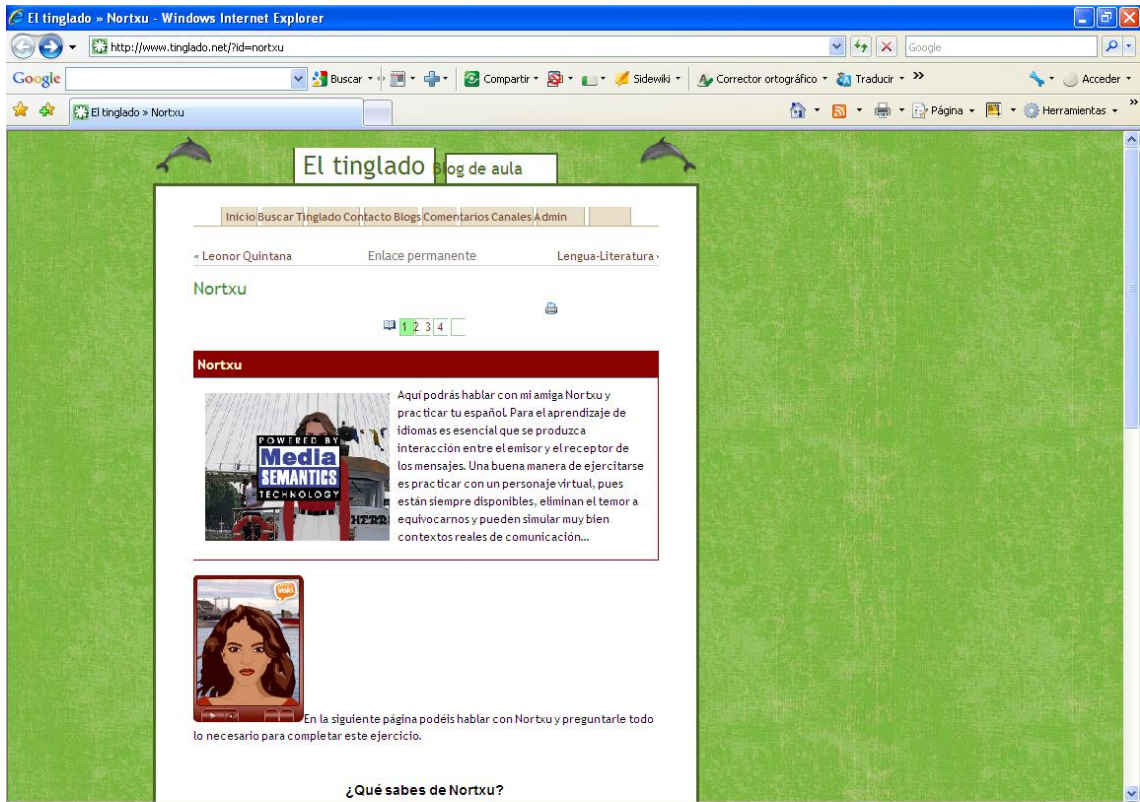 El tinglado » Nortxu - Windows Internet Explorer
http://www.tinglado.net/?id=nortxu
Google
Google
Buscar
Compartir
Sidewiki
Corrector ortográfico
Traducir
»
Acceder
El tinglado » Nortxu
Página
Herramientas
»
El tinglado Blog de aula
Inicio Buscar Tinglado Contacto Blogs Comentarios Canales Admin
« Leonor Quintana Enlace permanente Lengua-Literatura ›
Nortxu
1 2 3 4
Nortxu
POWERED BY
Media
SEMANTICS
TECHNOLOGY
Aquí podrás hablar con mi amiga Nortxu y
practicar tu español. Para el aprendizaje de
idiomas es esencial que se produzca
interacción entre el emisor y el receptor de
los mensajes. Una buena manera de ejercitarse
es practicar con un personaje virtual, pues
están siempre disponibles, eliminan el temor a
equivocarnos y pueden simular muy bien
contextos reales de comunicación...
voki
En la siguiente página podéis hablar con Nortxu y preguntarle todo
lo necesario para completar este ejercicio.
¿Qué sabes de Nortxu?